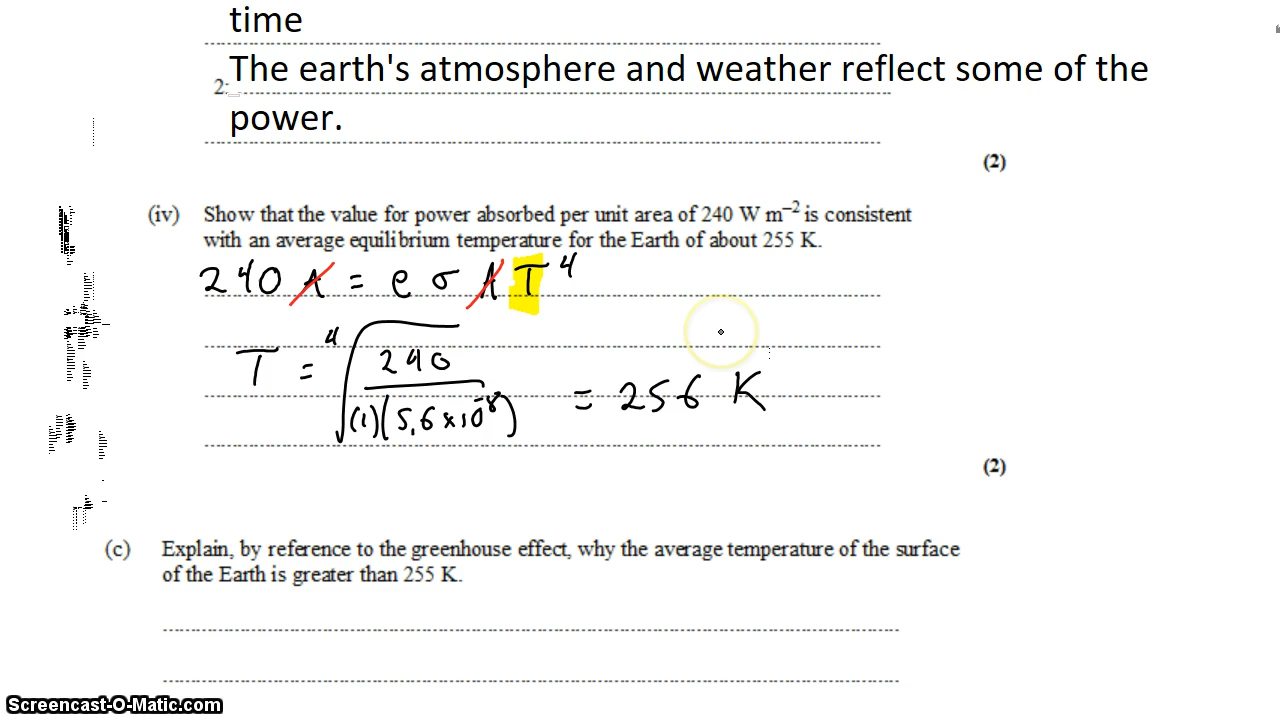 time
2: The earth's atmosphere and weather reflect some of the
power.
(2)
(iv) Show that the value for power absorbed per unit area of 240 W m⁻² is consistent
with an average equilibrium temperature for the Earth of about 255 K.
240 A = e σ A T⁴
T = ⁴√(240 / (1)(5,6×10⁻⁸)) = 256 K
(2)
(c) Explain, by reference to the greenhouse effect, why the average temperature of the surface
of the Earth is greater than 255 K.
Screencast-O-Matic.com